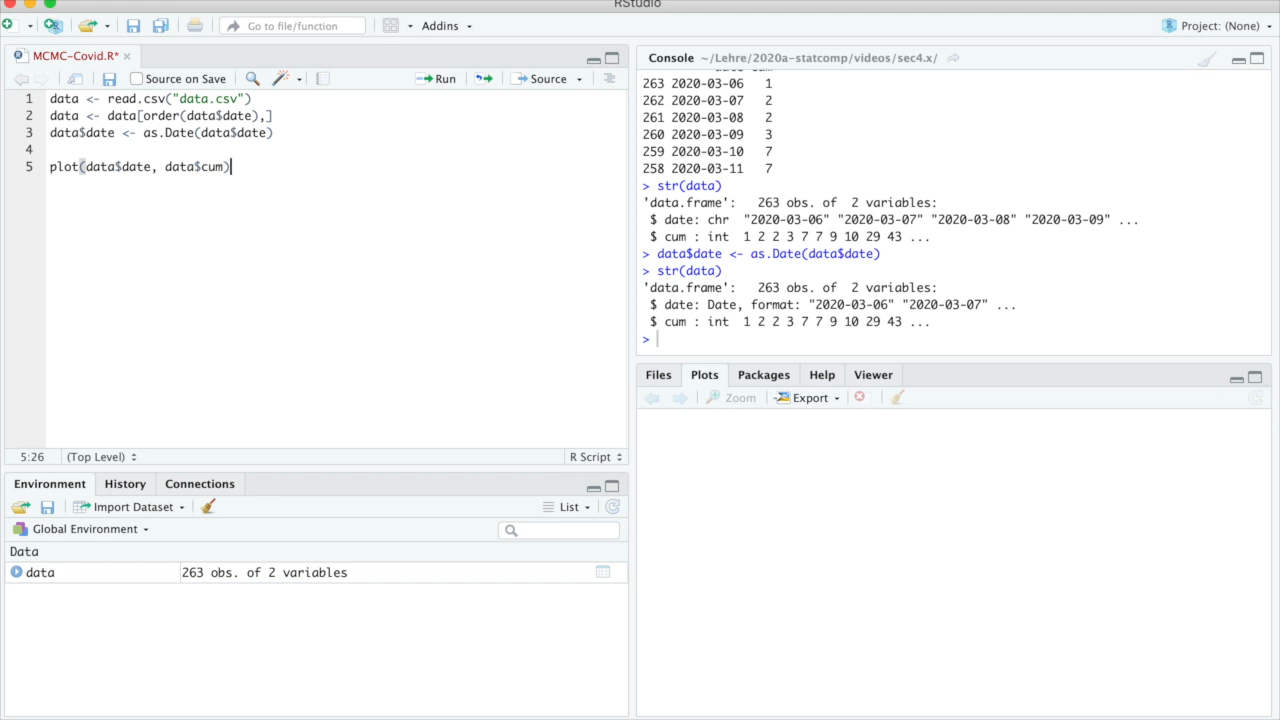 RStudio
Go to file/function
Addins
Project: (None)
MCMC-Covid.R*
Source on Save
Run
Source
1 data <- read.csv("data.csv")
2 data <- data[order(data$date),]
3 data$date <- as.Date(data$date)
4
5 plot(data$date, data$cum)
5:26
(Top Level)
R Script
Environment
History
Connections
Import Dataset
List
Global Environment
Data
data
263 obs. of 2 variables
Console
~/Lehre/2020a-statcomp/videos/sec4.x/
263 2020-03-06 1
262 2020-03-07 2
261 2020-03-08 2
260 2020-03-09 3
259 2020-03-10 7
258 2020-03-11 7
> str(data)
'data.frame': 263 obs. of 2 variables:
$ date: chr "2020-03-06" "2020-03-07" "2020-03-08" "2020-03-09" ...
$ cum : int 1 2 2 3 7 7 9 10 29 43 ...
> data$date <- as.Date(data$date)
> str(data)
'data.frame': 263 obs. of 2 variables:
$ date: Date, format: "2020-03-06" "2020-03-07" ...
$ cum : int 1 2 2 3 7 7 9 10 29 43 ...
>
Files
Plots
Packages
Help
Viewer
Zoom
Export